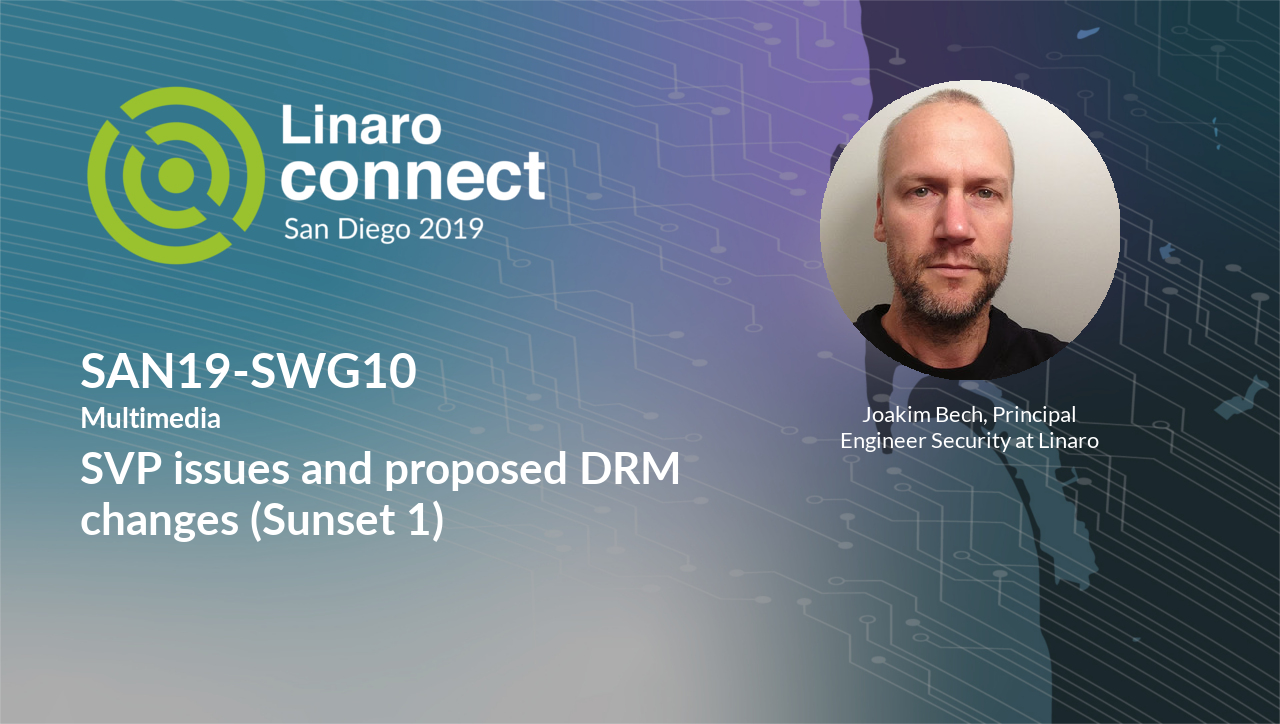 Linaro
connect
San Diego 2019
SAN19-SWG10
Multimedia
SVP issues and proposed DRM
changes (Sunset 1)
Joakim Bech, Principal
Engineer Security at Linaro